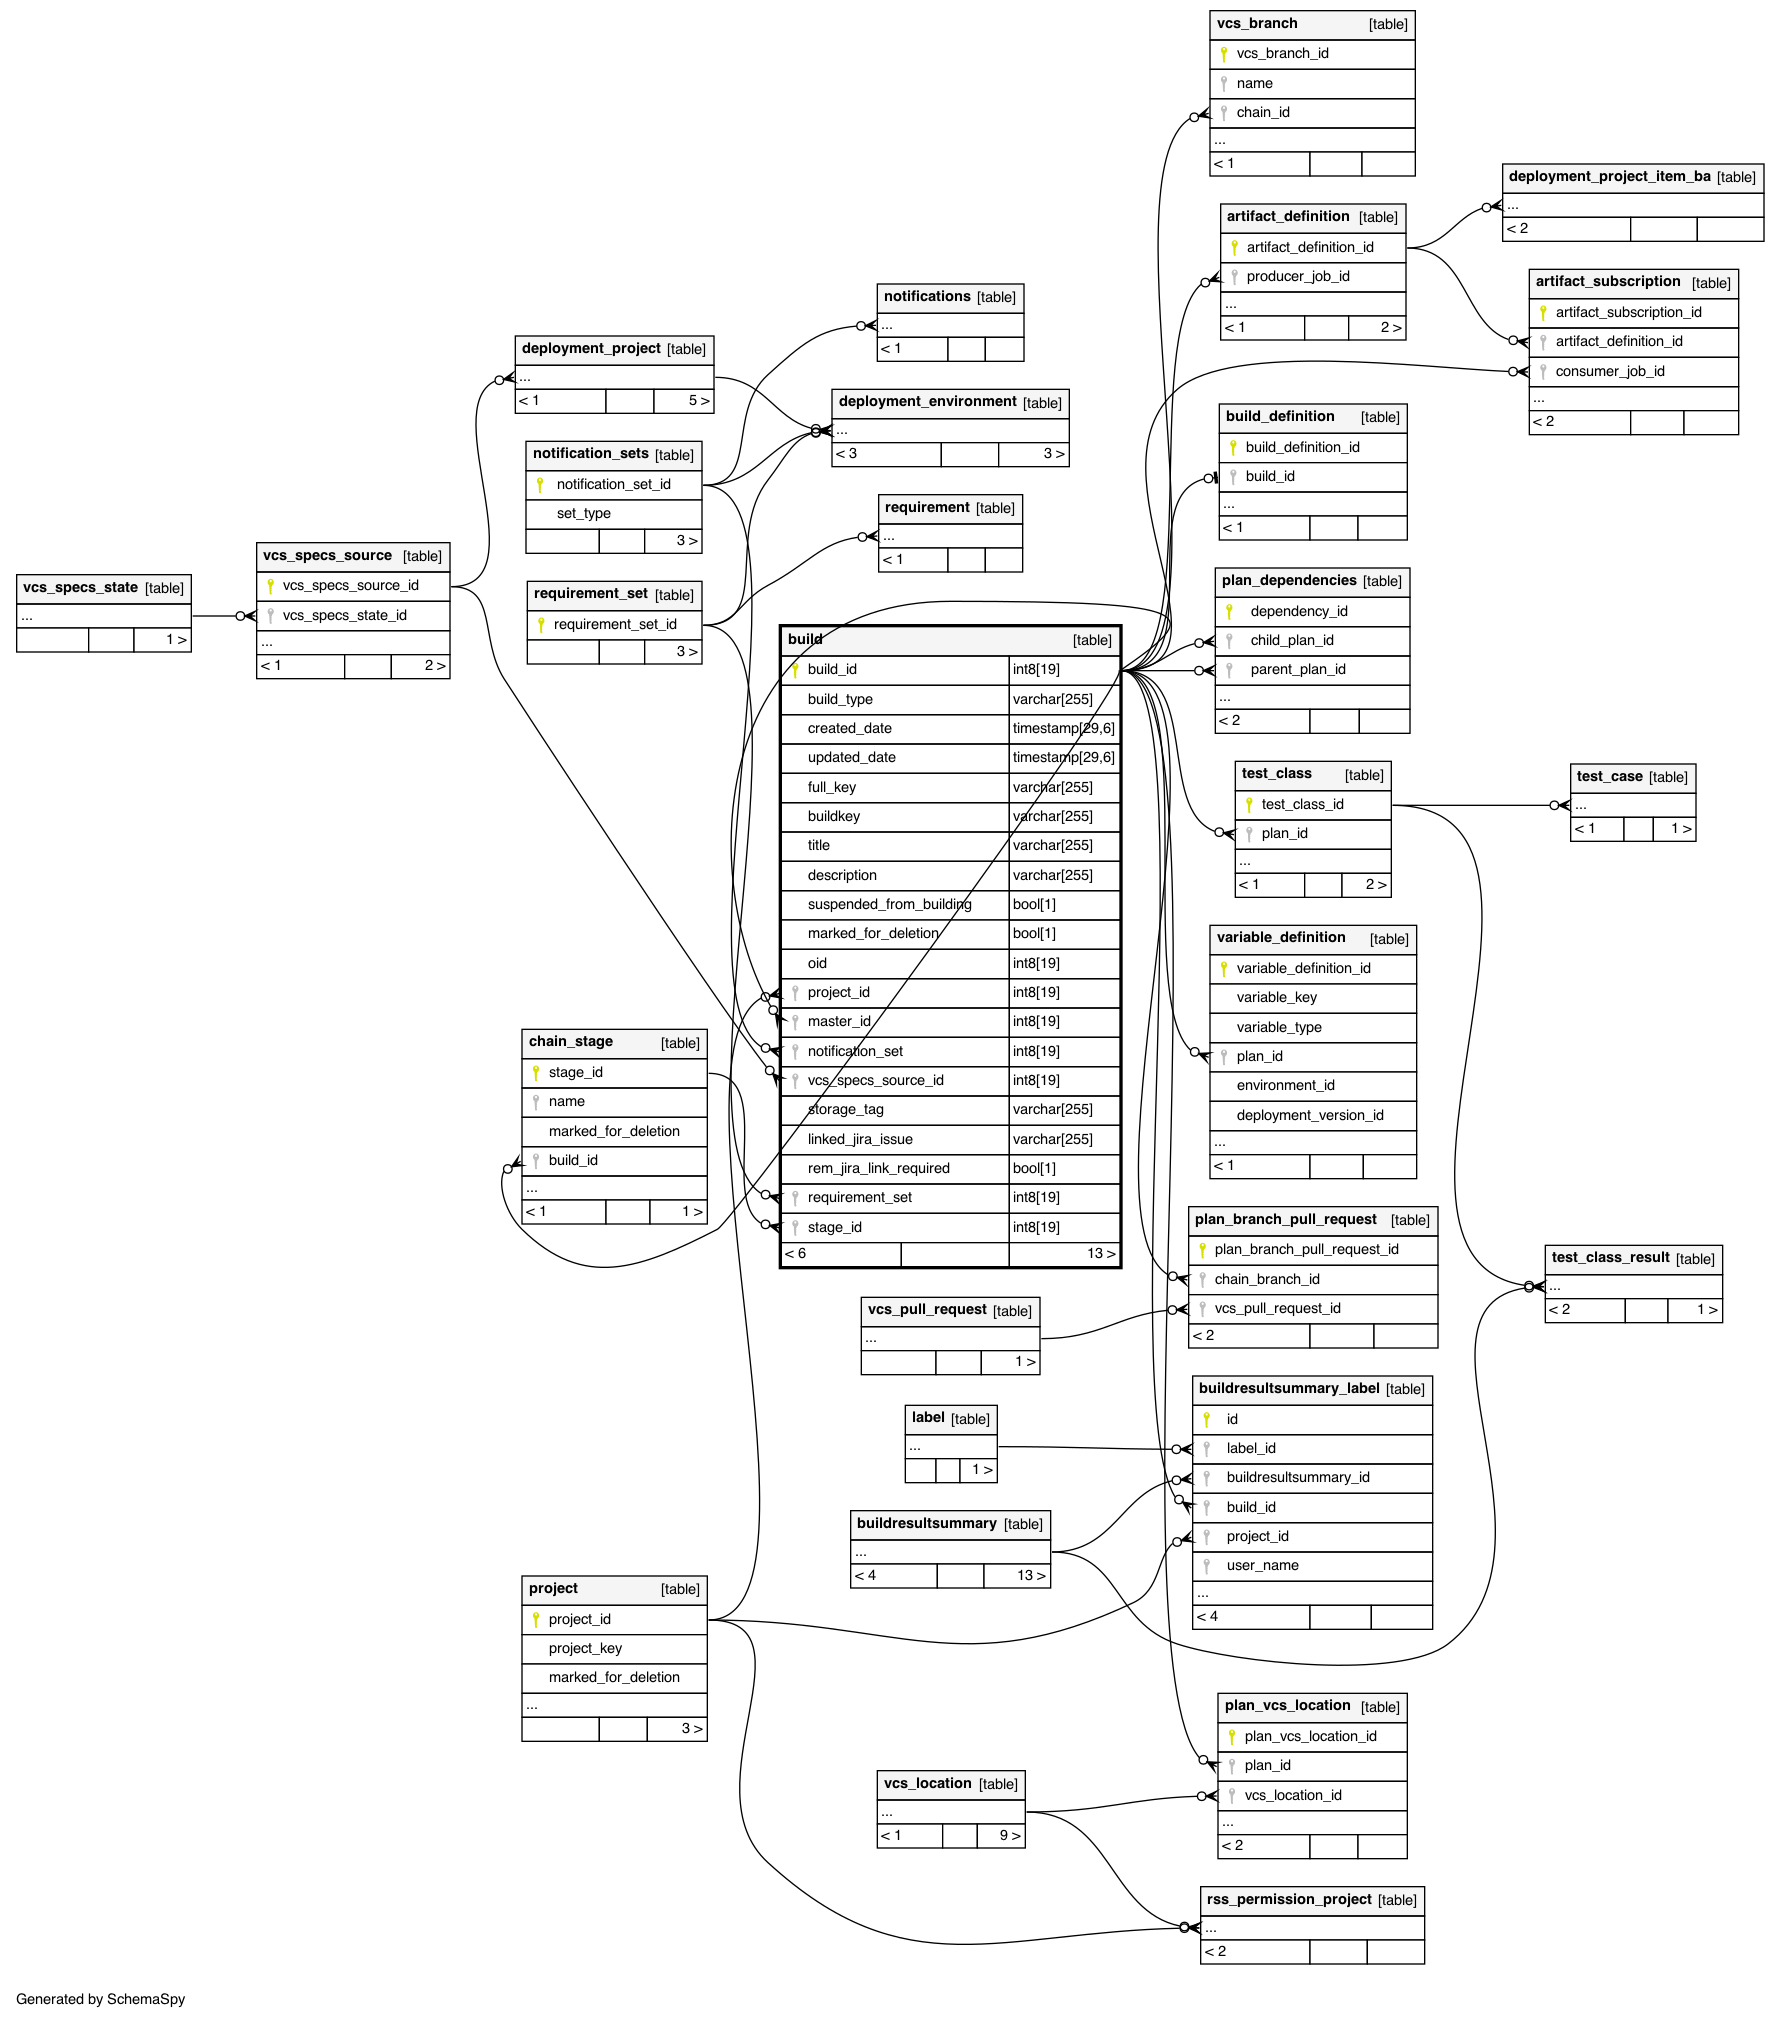 vcs_branch [table]
vcs_branch_id
name
chain_id
...
< 1
deployment_project_item_ba [table]
...
< 2
artifact_definition [table]
artifact_definition_id
producer_job_id
...
< 1 2 >
artifact_subscription [table]
artifact_subscription_id
artifact_definition_id
consumer_job_id
...
< 2
notifications [table]
...
< 1
deployment_project [table]
...
< 1 5 >
deployment_environment [table]
...
< 3 3 >
build_definition [table]
build_definition_id
build_id
...
< 1
notification_sets [table]
notification_set_id
set_type
3 >
requirement [table]
...
< 1
vcs_specs_source [table]
vcs_specs_source_id
vcs_specs_state_id
...
< 1 2 >
vcs_specs_state [table]
...
1 >
requirement_set [table]
requirement_set_id
3 >
plan_dependencies [table]
dependency_id
child_plan_id
parent_plan_id
...
< 2
build [table]
build_id int8[19]
build_type varchar[255]
created_date timestamp[29,6]
updated_date timestamp[29,6]
full_key varchar[255]
buildkey varchar[255]
title varchar[255]
description varchar[255]
suspended_from_building bool[1]
marked_for_deletion bool[1]
oid int8[19]
project_id int8[19]
master_id int8[19]
notification_set int8[19]
vcs_specs_source_id int8[19]
storage_tag varchar[255]
linked_jira_issue varchar[255]
rem_jira_link_required bool[1]
requirement_set int8[19]
stage_id int8[19]
< 6 13 >
test_class [table]
test_class_id
plan_id
...
< 1 2 >
test_case [table]
...
< 1 1 >
variable_definition [table]
variable_definition_id
variable_key
variable_type
plan_id
environment_id
deployment_version_id
...
< 1
chain_stage [table]
stage_id
name
marked_for_deletion
build_id
...
< 1 1 >
plan_branch_pull_request [table]
plan_branch_pull_request_id
chain_branch_id
vcs_pull_request_id
< 2
test_class_result [table]
...
< 2 1 >
vcs_pull_request [table]
...
1 >
buildresultsummary_label [table]
id
label_id
buildresultsummary_id
build_id
project_id
user_name
...
< 4
label [table]
...
1 >
buildresultsummary [table]
...
< 4 13 >
project [table]
project_id
project_key
marked_for_deletion
...
3 >
plan_vcs_location [table]
plan_vcs_location_id
plan_id
vcs_location_id
...
< 2
vcs_location [table]
...
< 1 9 >
rss_permission_project [table]
...
< 2
Generated by SchemaSpy